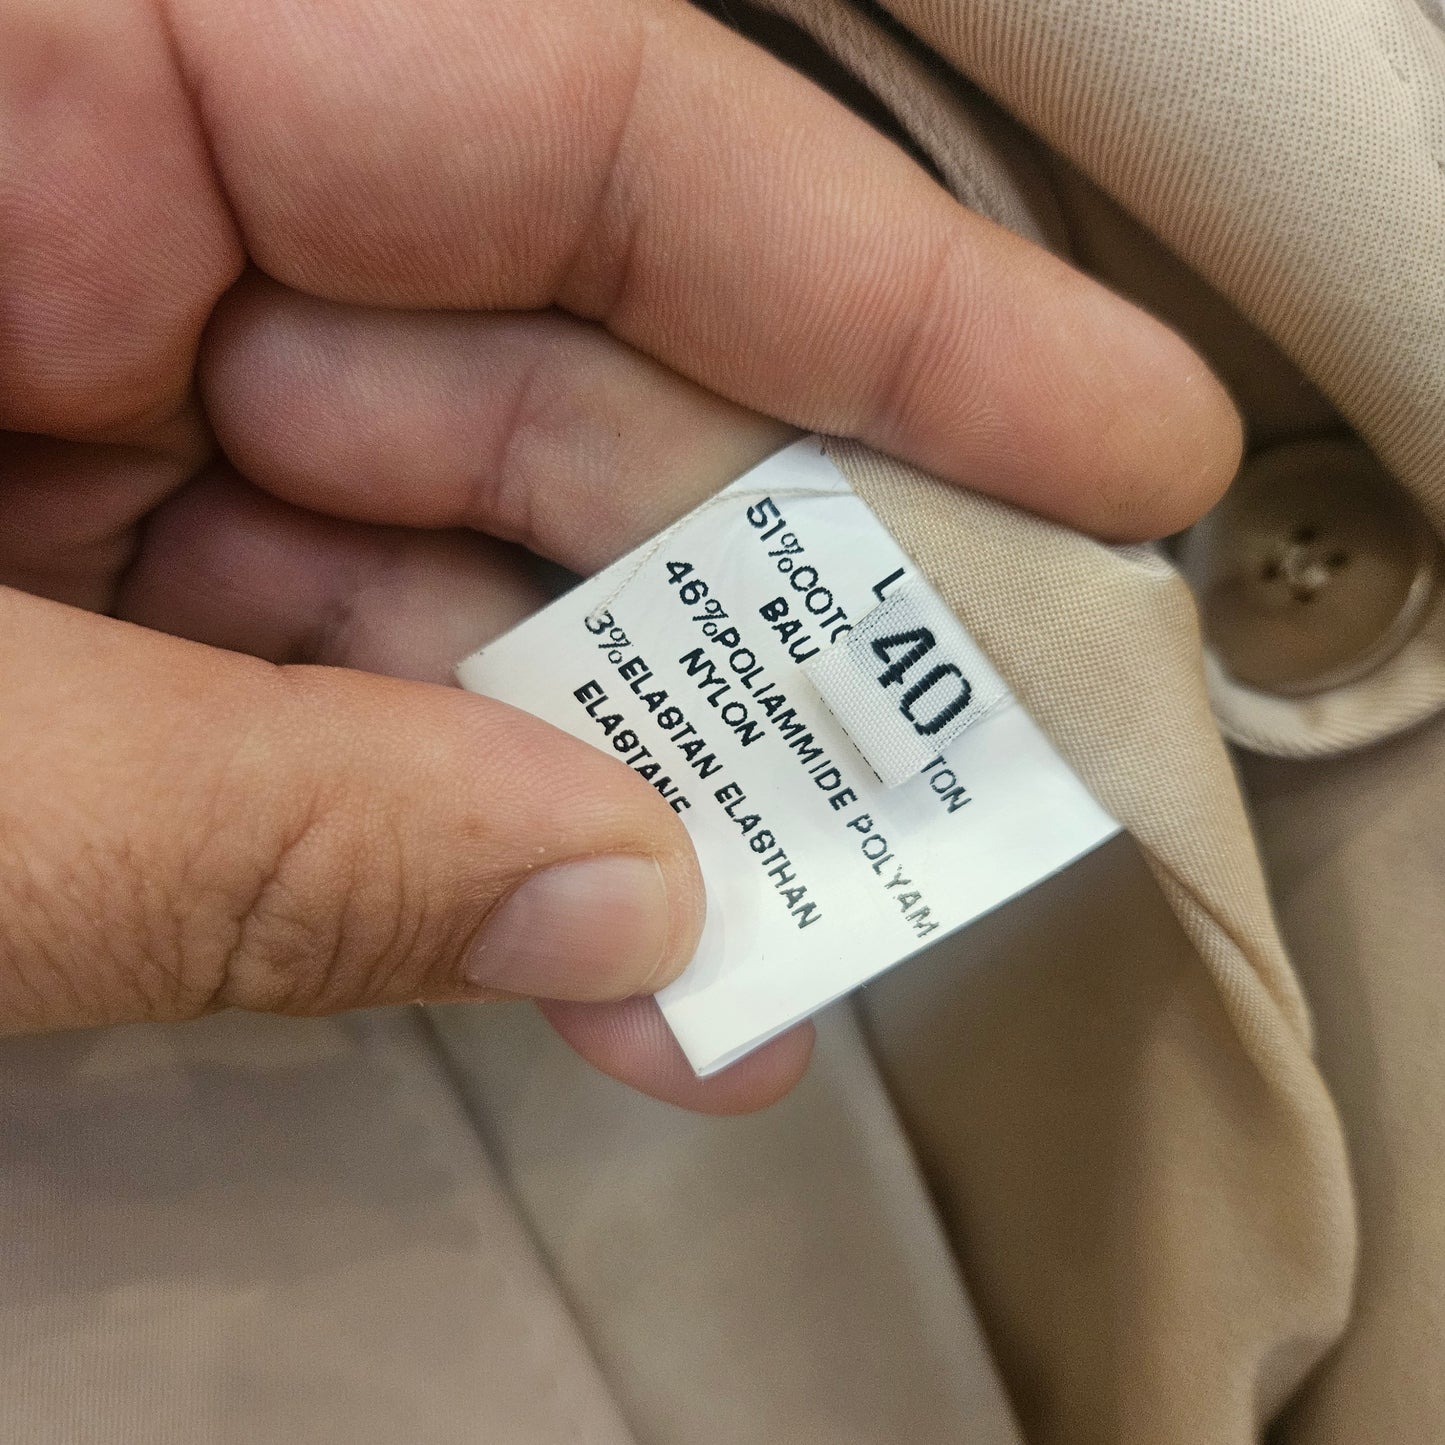 40
51%COTO
BAU TON
46%POLIAMMIDE POLYAM
NYLON
3%ELASTAN ELASTHAN
ELASTANE